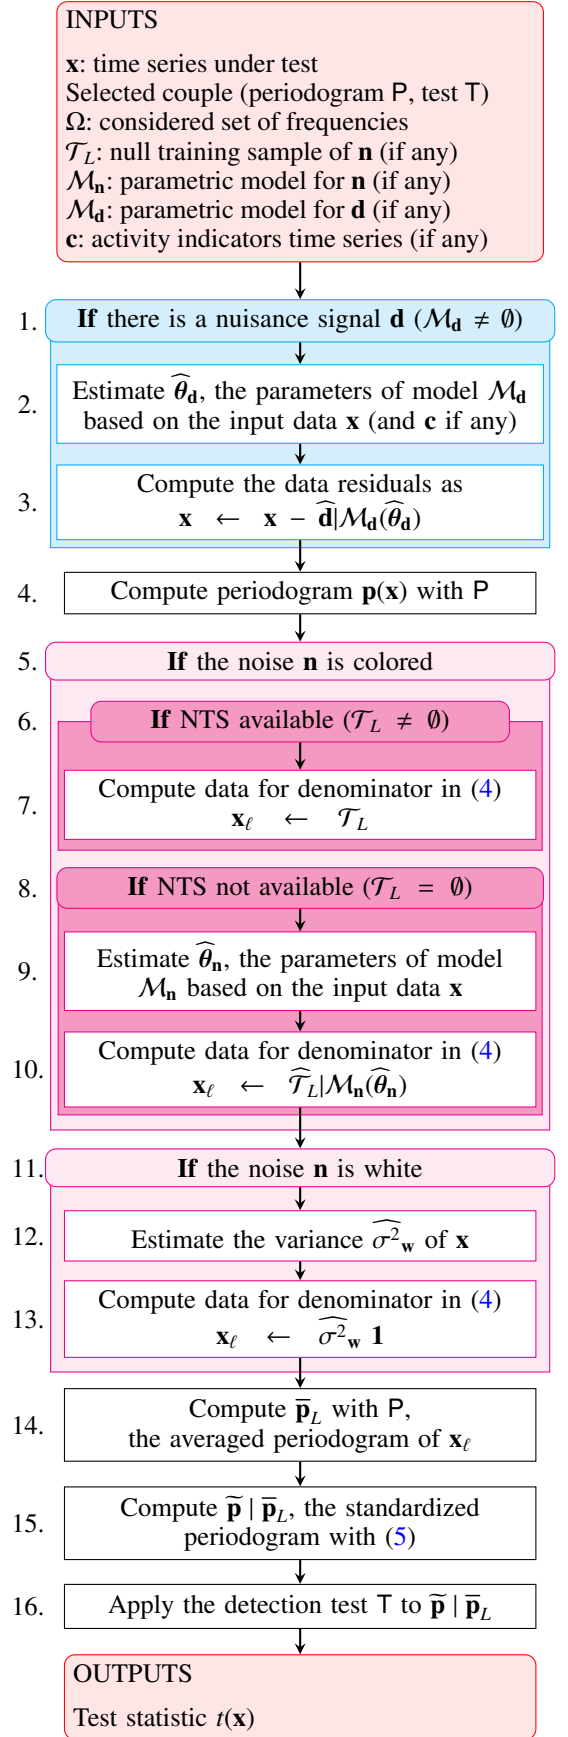 INPUTS
𝐱: time series under test
Selected couple (periodogram P, test T)
Ω: considered set of frequencies
𝒯_L: null training sample of 𝐧 (if any)
ℳ_𝐧: parametric model for 𝐧 (if any)
ℳ_𝐝: parametric model for 𝐝 (if any)
𝐜: activity indicators time series (if any)
1. If there is a nuisance signal 𝐝 (ℳ_𝐝 ≠ ∅)
2. Estimate θ̂_𝐝, the parameters of model ℳ_𝐝
based on the input data 𝐱 (and 𝐜 if any)
3. Compute the data residuals as
𝐱 ← 𝐱 − 𝐝̂|ℳ_𝐝(θ̂_𝐝)
4. Compute periodogram 𝐩(𝐱) with P
5. If the noise 𝐧 is colored
6. If NTS available (𝒯_L ≠ ∅)
7. Compute data for denominator in (4)
𝐱_ℓ ← 𝒯_L
8. If NTS not available (𝒯_L = ∅)
9. Estimate θ̂_𝐧, the parameters of model
ℳ_𝐧 based on the input data 𝐱
10. Compute data for denominator in (4)
𝐱_ℓ ← 𝒯̂_L|ℳ_𝐧(θ̂_𝐧)
11. If the noise 𝐧 is white
12. Estimate the variance σ̂²_𝐰 of 𝐱
13. Compute data for denominator in (4)
𝐱_ℓ ← σ̂²_𝐰 𝟏
14. Compute 𝐩̅_L with P,
the averaged periodogram of 𝐱_ℓ
15. Compute 𝐩̃ | 𝐩̅_L, the standardized
periodogram with (5)
16. Apply the detection test T to 𝐩̃ | 𝐩̅_L
OUTPUTS
Test statistic t(𝐱)